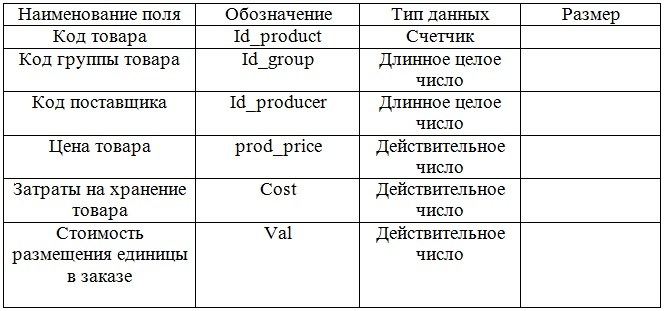 Наименование поля Обозначение Тип данных Размер
Код товара Id_product Счетчик
Код группы товара Id_group Длинное целое
число
Код поставщика Id_producer Длинное целое
число
Цена товара prod_price Действительное
число
Затраты на хранение Cost Действительное
товара число
Стоимость Val Действительное
размещения единицы число
в заказе